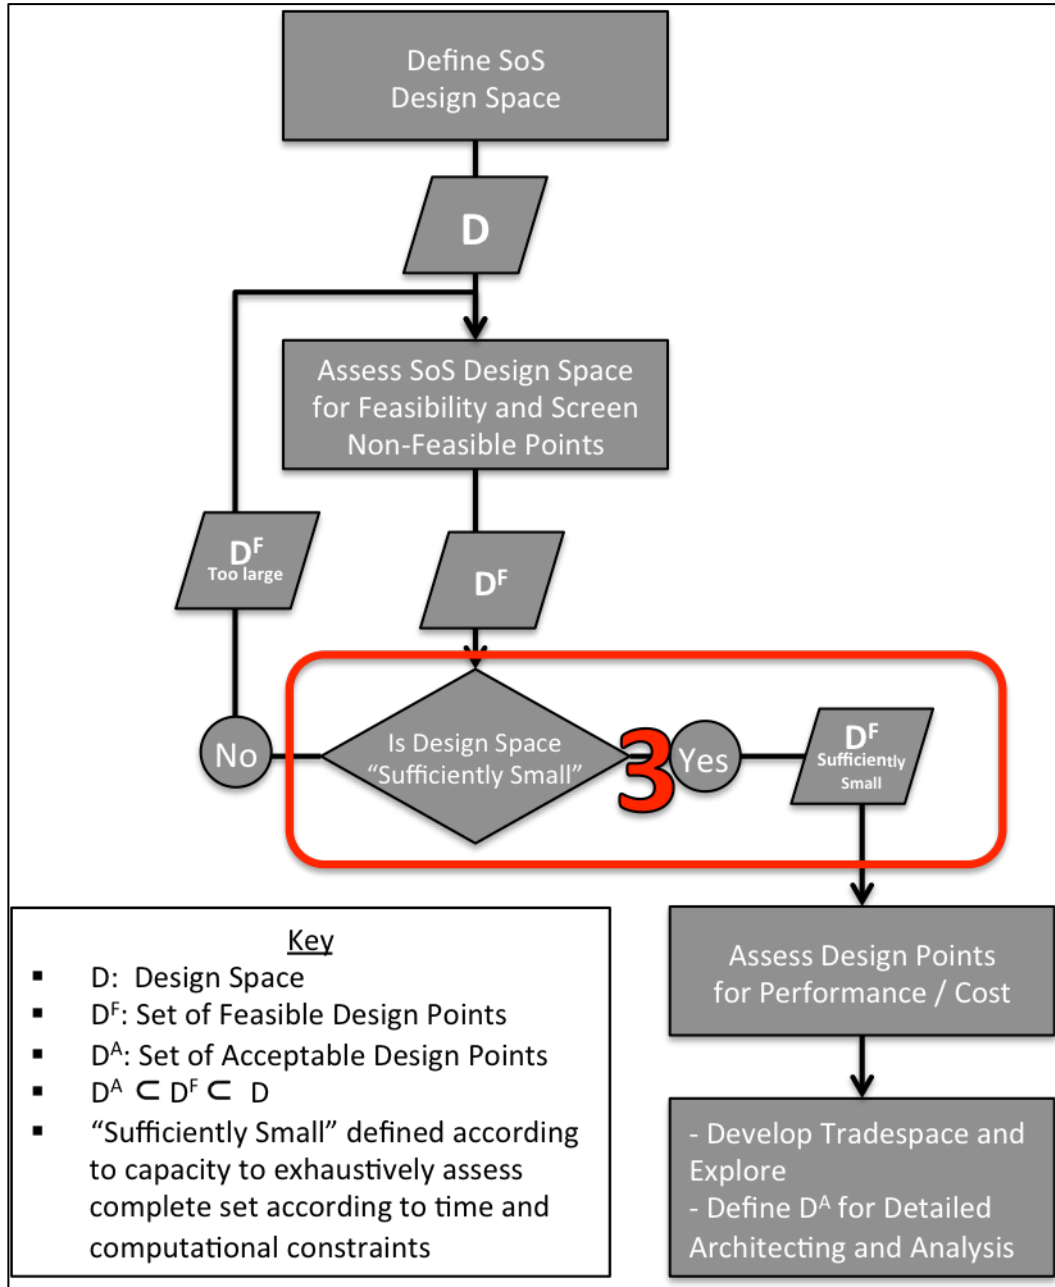 Define SoS
Design Space
D
Assess SoS Design Space
for Feasibility and Screen
Non-Feasible Points
Dᶠ
Too large
Dᶠ
No
Is Design Space
“Sufficiently Small”
3
Yes
Dᶠ
Sufficiently
Small
Assess Design Points
for Performance / Cost
- Develop Tradespace and
Explore
- Define Dᴬ for Detailed
Architecting and Analysis
Key
▪ D: Design Space
▪ Dᶠ: Set of Feasible Design Points
▪ Dᴬ: Set of Acceptable Design Points
▪ Dᴬ ⊂ Dᶠ ⊂ D
▪ “Sufficiently Small” defined according
to capacity to exhaustively assess
complete set according to time and
computational constraints